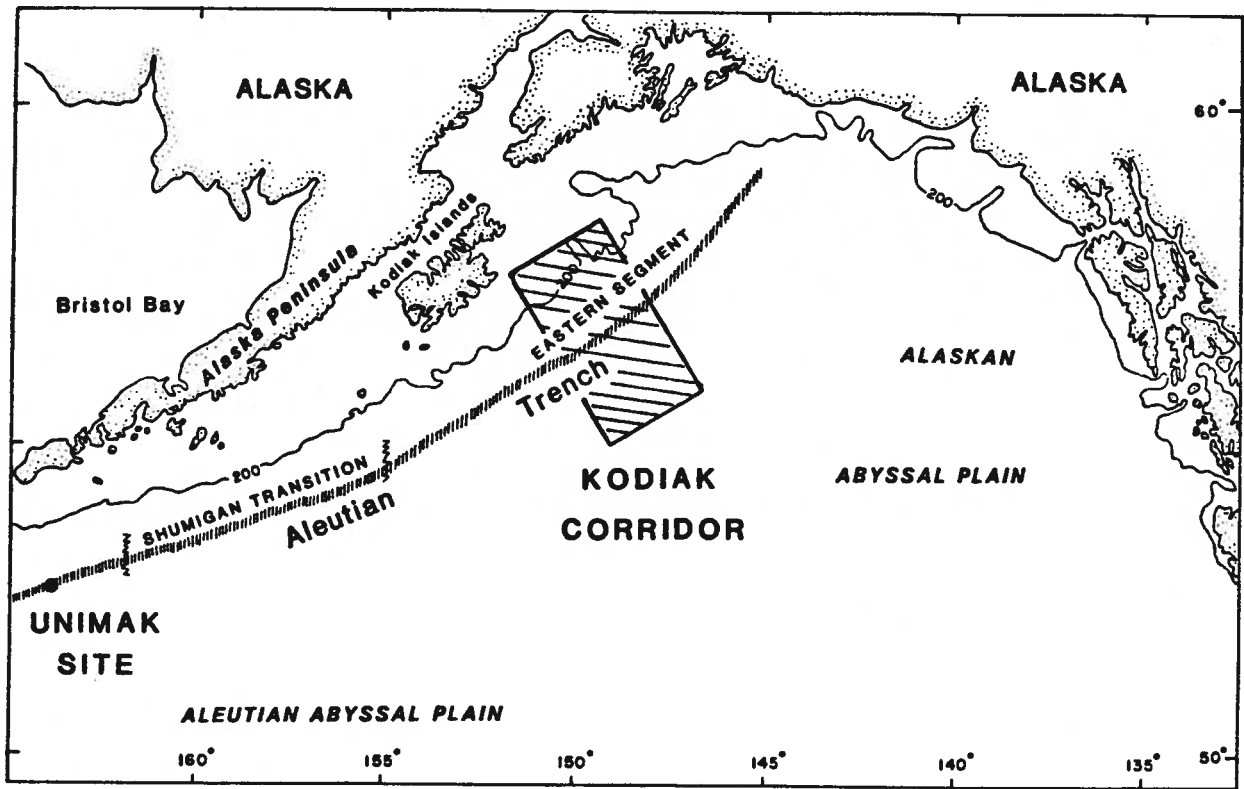 ALASKA
ALASKA
60°
200
Kodiak Islands
200
EASTERN SEGMENT
Bristol Bay
Alaska Peninsula
ALASKAN
Trench
200
SHUMIGAN TRANSITION
Aleutian
KODIAK
CORRIDOR
ABYSSAL PLAIN
UNIMAK
SITE
ALEUTIAN ABYSSAL PLAIN
160°
155°
150°
145°
140°
135°
50°